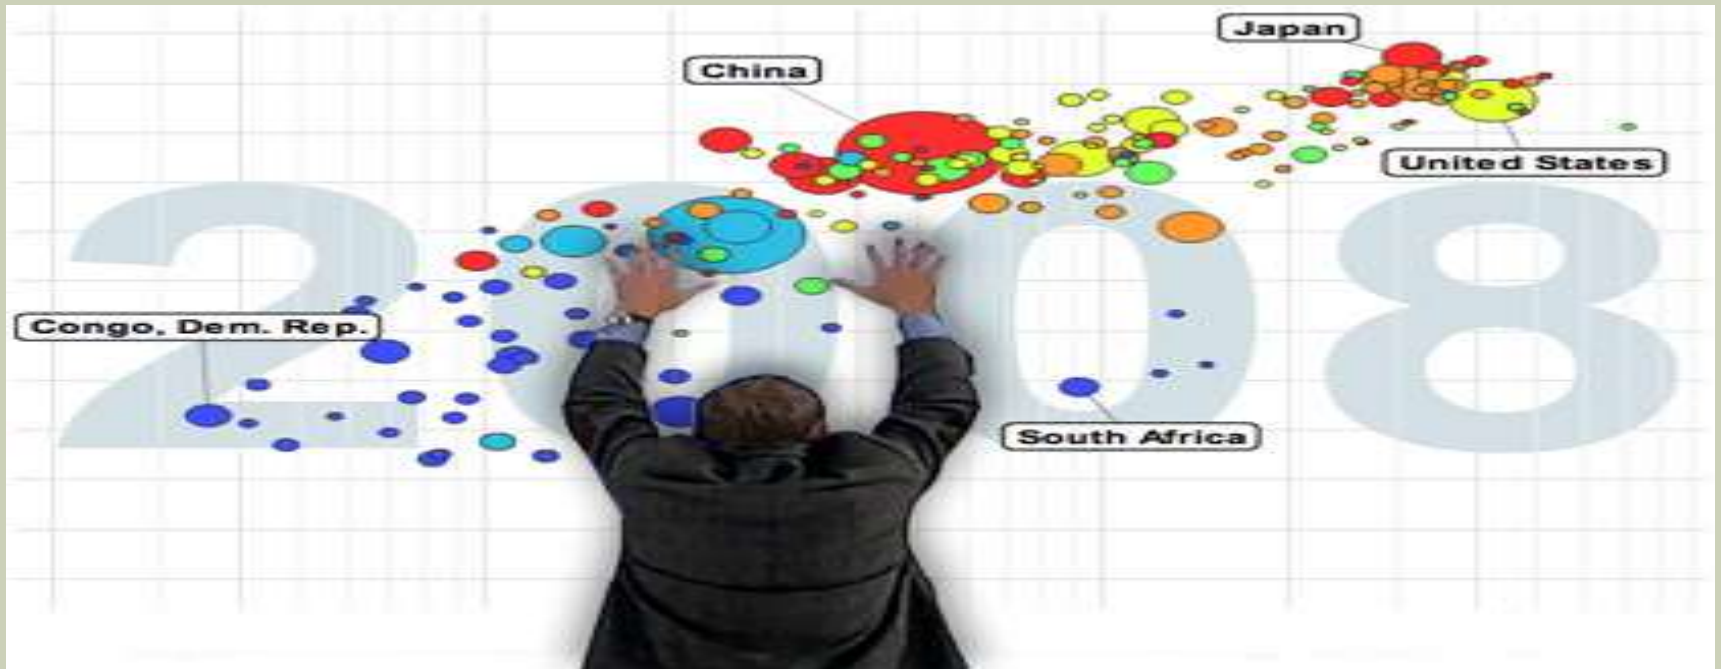 Japan
China
United States
2008
Congo, Dem. Rep.
South Africa